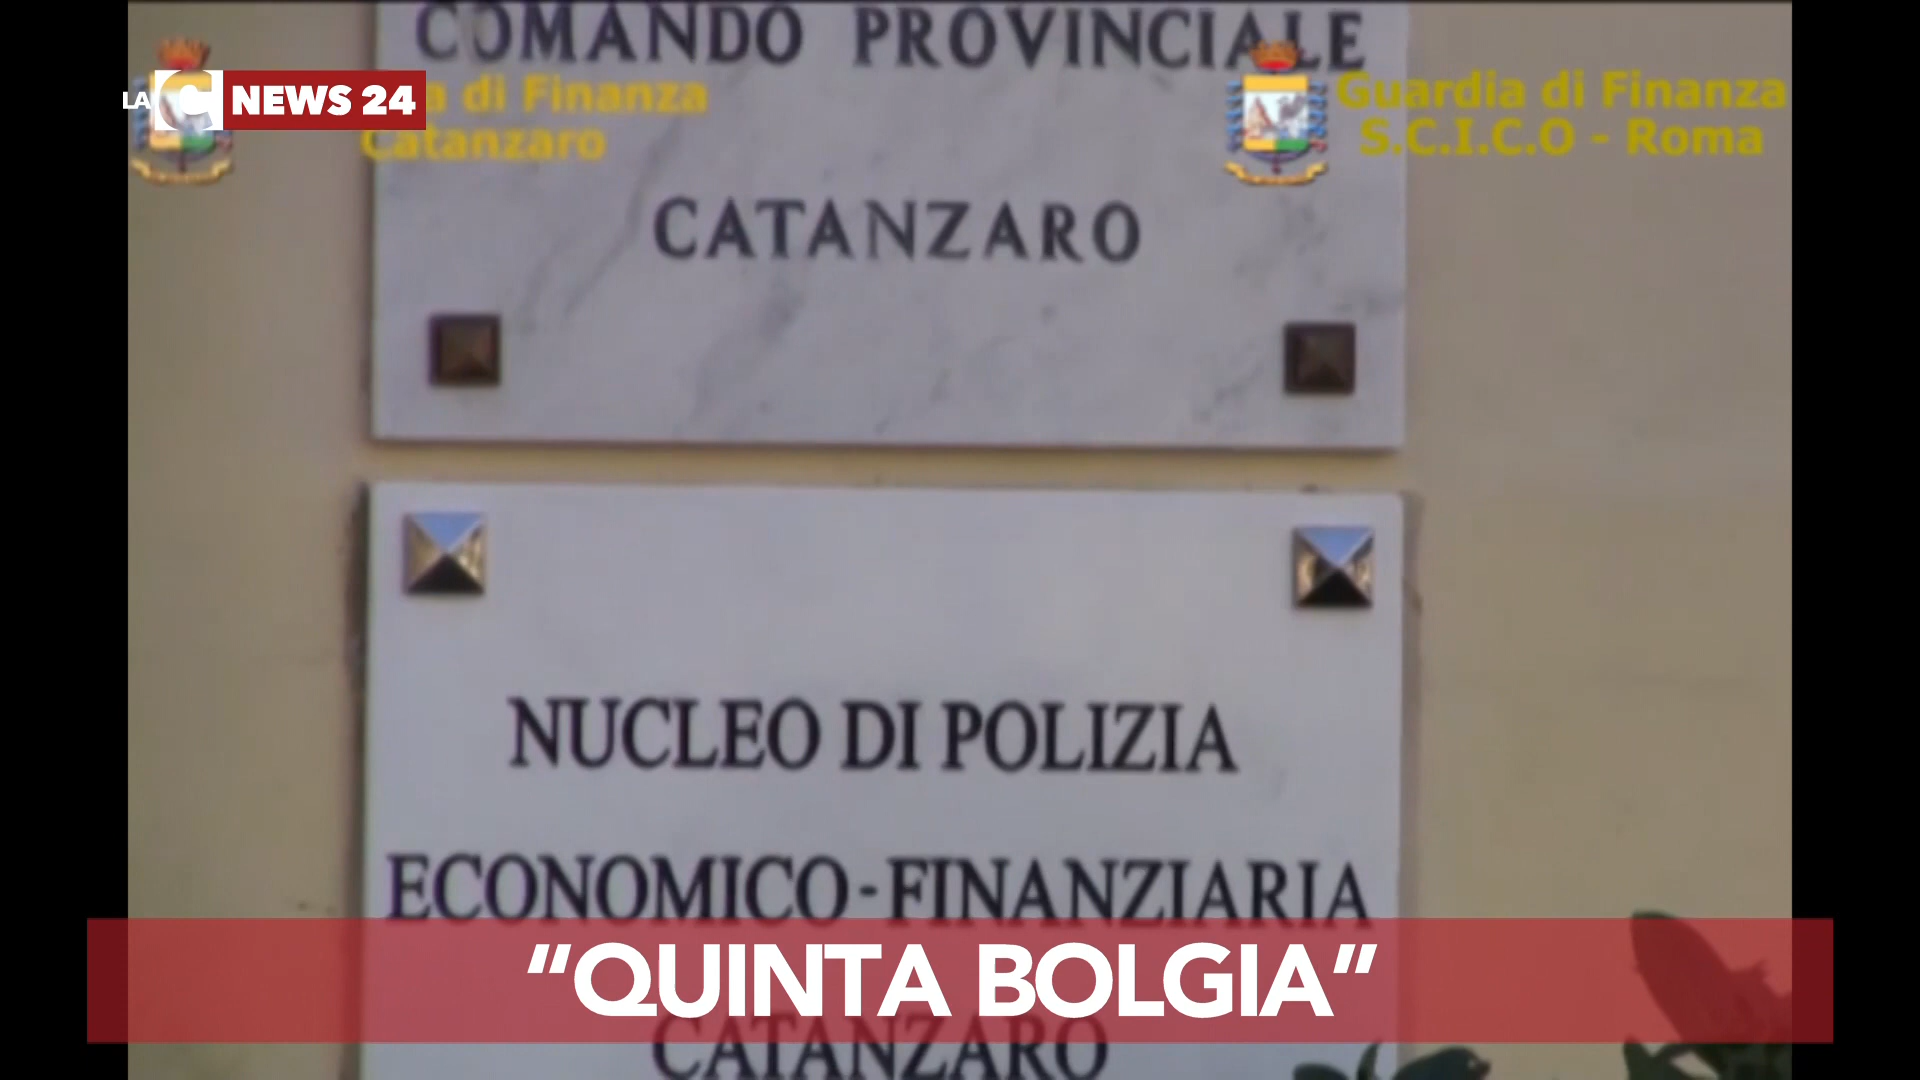 COMANDO PROVINCIALE
LAC NEWS 24
a di Finanza
Catanzaro
Guardia di Finanza
S.C.I.C.O - Roma
CATANZARO
NUCLEO DI POLIZIA
ECONOMICO-FINANZIARIA
“QUINTA BOLGIA”
CATANZARO